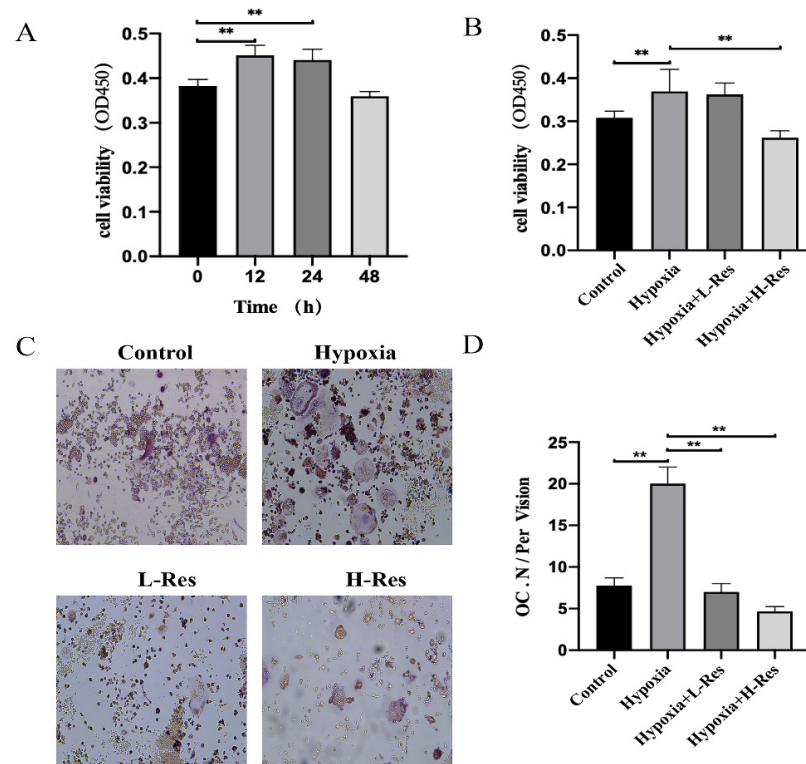 A
**
**
cell viability (OD450)
0.5
0.4
0.3
0.2
0.1
0.0
0 12 24 48
Time (h)
B
**
**
cell viability (OD450)
0.5
0.4
0.3
0.2
0.1
0.0
Control
Hypoxia
Hypoxia+L-Res
Hypoxia+H-Res
C
Control
Hypoxia
L-Res
H-Res
D
**
**
**
OC . N / Per Vision
25
20
15
10
5
0
Control
Hypoxia
Hypoxia+L-Res
Hypoxia+H-Res